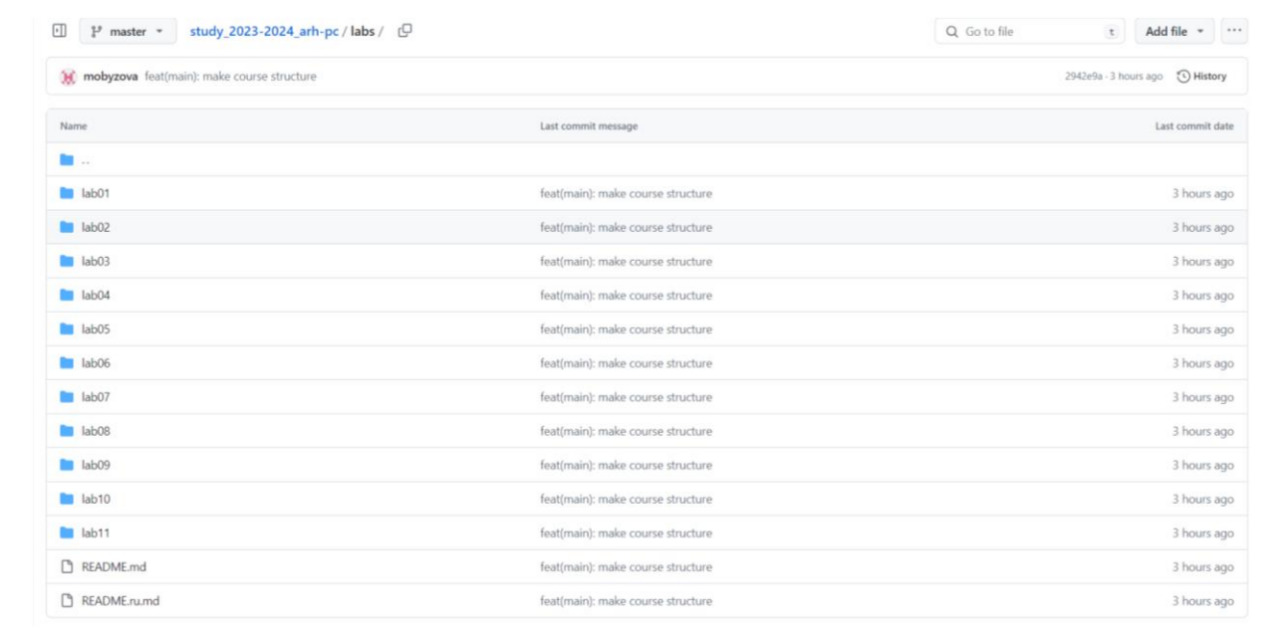 master study_2023-2024_arh-pc / labs / Go to file t Add file ...
mobyzova feat(main): make course structure 2942e9a · 3 hours ago History
Name Last commit message Last commit date
..
lab01 feat(main): make course structure 3 hours ago
lab02 feat(main): make course structure 3 hours ago
lab03 feat(main): make course structure 3 hours ago
lab04 feat(main): make course structure 3 hours ago
lab05 feat(main): make course structure 3 hours ago
lab06 feat(main): make course structure 3 hours ago
lab07 feat(main): make course structure 3 hours ago
lab08 feat(main): make course structure 3 hours ago
lab09 feat(main): make course structure 3 hours ago
lab10 feat(main): make course structure 3 hours ago
lab11 feat(main): make course structure 3 hours ago
README.md feat(main): make course structure 3 hours ago
README.ru.md feat(main): make course structure 3 hours ago